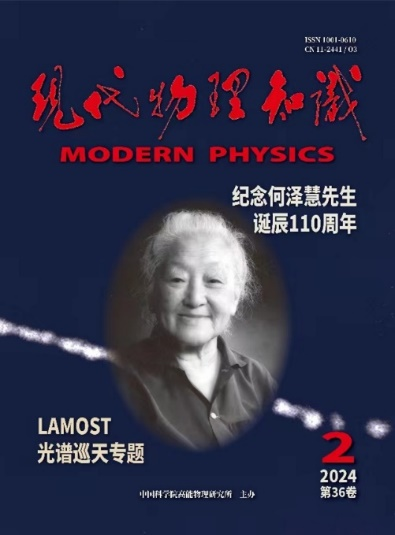 ISSN 1001-0610
CN 11-2441 / O3
现代物理知識
MODERN PHYSICS
纪念何泽慧先生
诞辰110周年
LAMOST
光谱巡天专题
2
2024
第36卷
中国科学院高能物理研究所 主办